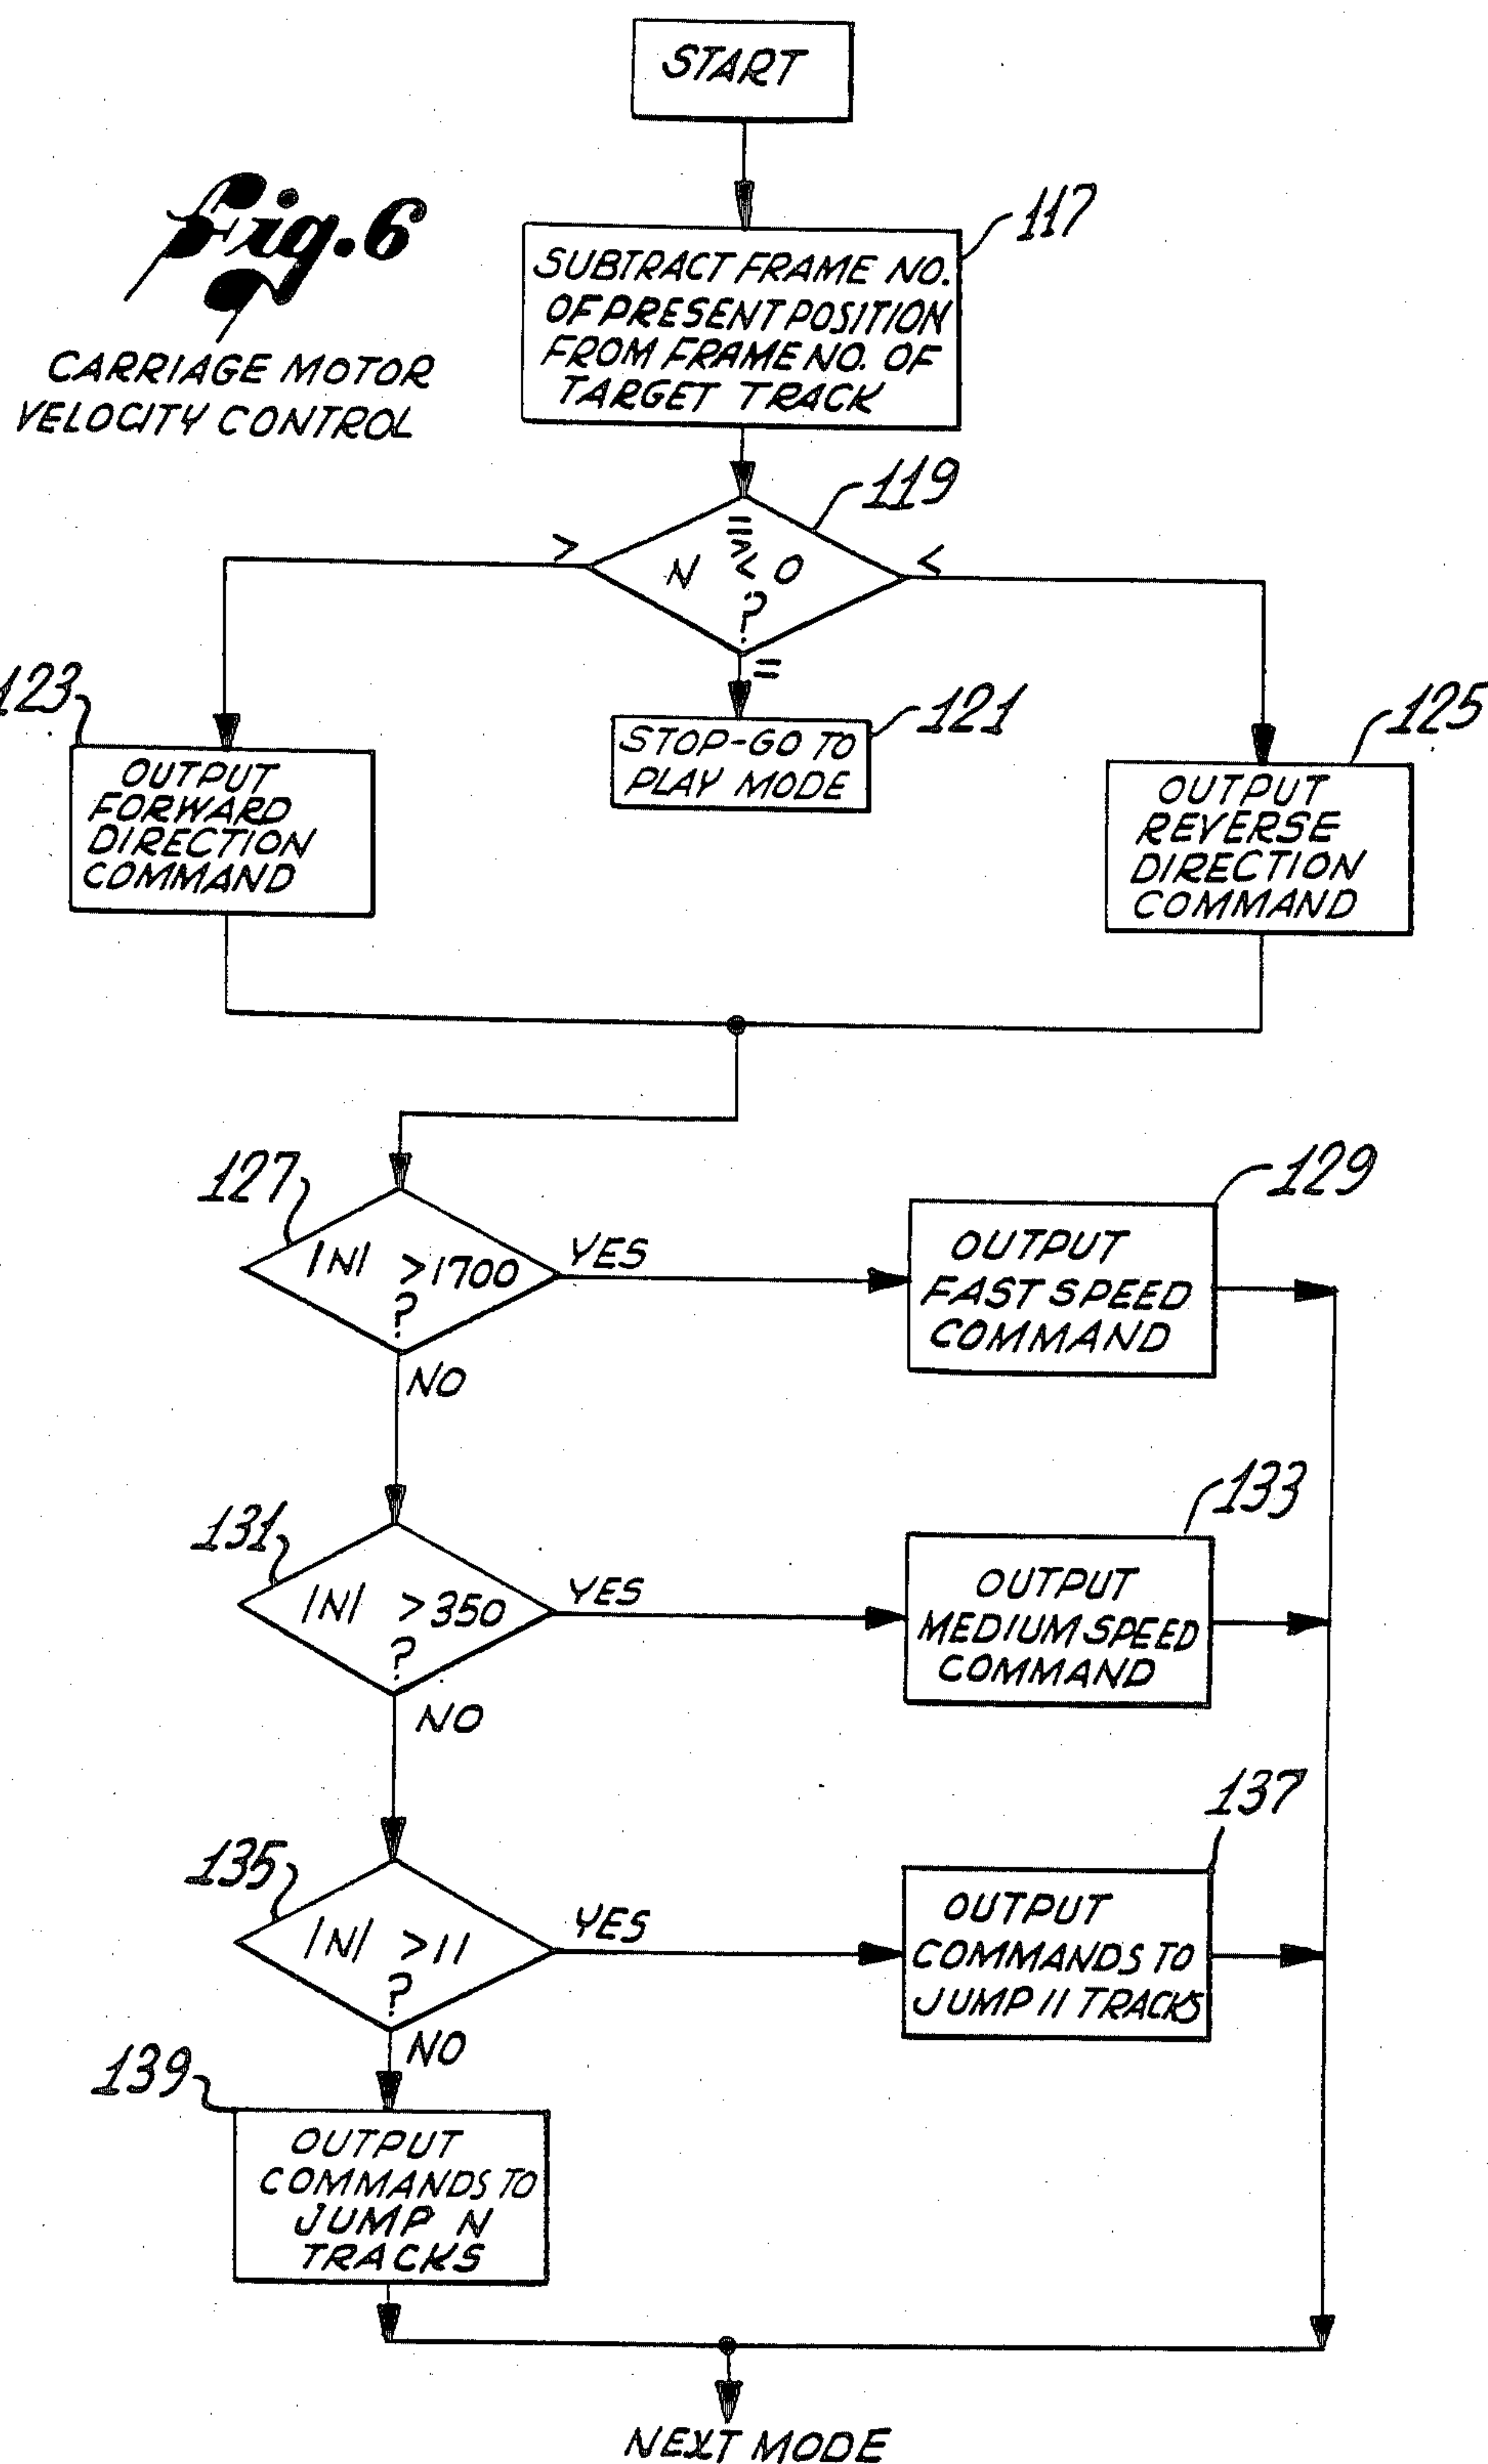 START
Fig. 6
CARRIAGE MOTOR
VELOCITY CONTROL
117
SUBTRACT FRAME NO.
OF PRESENT POSITION
FROM FRAME NO. OF
TARGET TRACK
119
=
>
N < 0
?
>
<
=
123
OUTPUT
FORWARD
DIRECTION
COMMAND
121
STOP-GO TO
PLAY MODE
125
OUTPUT
REVERSE
DIRECTION
COMMAND
127
|N| >1700
?
YES
NO
129
OUTPUT
FAST SPEED
COMMAND
131
|N| >350
?
YES
NO
133
OUTPUT
MEDIUM SPEED
COMMAND
135
|N| >11
?
YES
NO
137
OUTPUT
COMMANDS TO
JUMP 11 TRACKS
139
OUTPUT
COMMANDS TO
JUMP N
TRACKS
NEXT MODE